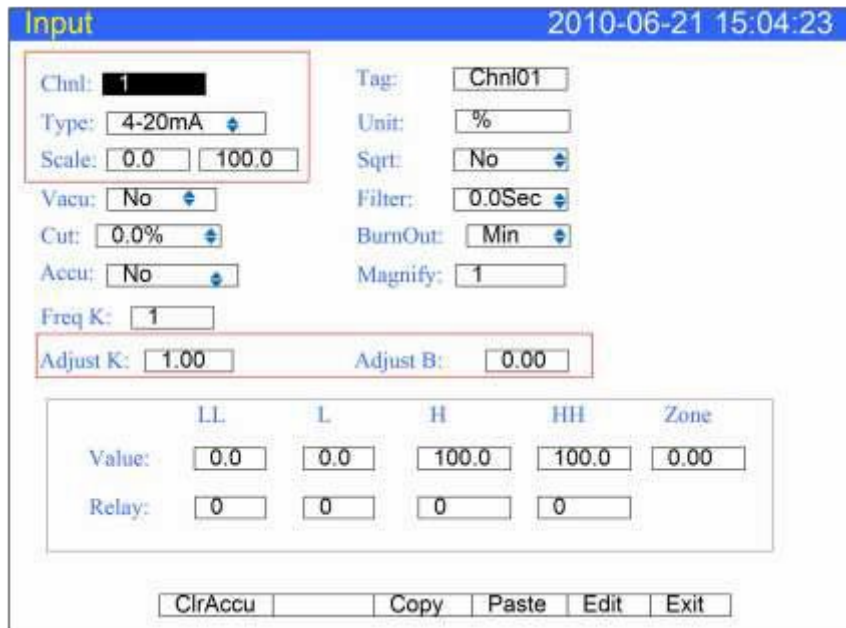 Input 2010-06-21 15:04:23
Chnl: 1 Tag: Chnl01
Type: 4-20mA Unit: %
Scale: 0.0 100.0 Sqrt: No
Vacu: No Filter: 0.0Sec
Cut: 0.0% BurnOut: Min
Accu: No Magnify: 1
Freq K: 1
Adjust K: 1.00 Adjust B: 0.00
LL L H HH Zone
Value: 0.0 0.0 100.0 100.0 0.00
Relay: 0 0 0 0
ClrAccu Copy Paste Edit Exit